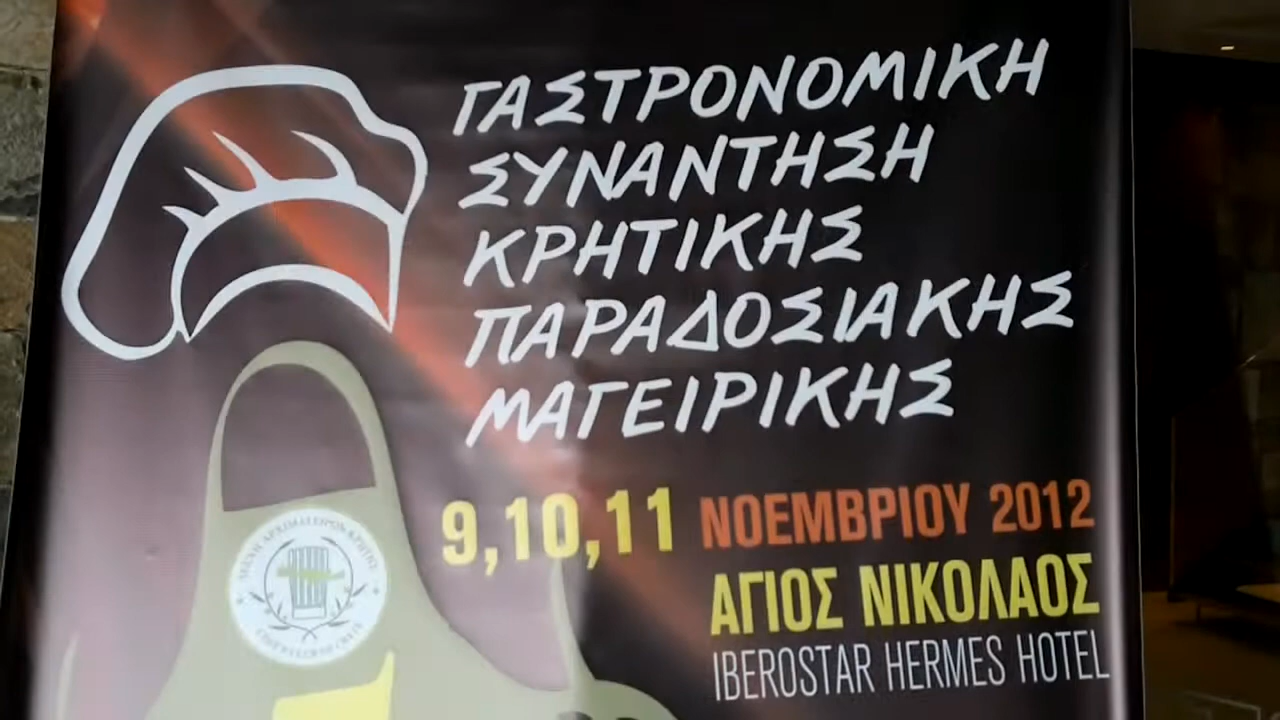 ΓΑΣΤΡΟΝΟΜΙΚΗ
ΣΥΝΑΝΤΗΣΗ
ΚΡΗΤΙΚΗΣ
ΠΑΡΑΔΟΣΙΑΚΗΣ
ΜΑΓΕΙΡΙΚΗΣ
9,10,11 ΝΟΕΜΒΡΙΟΥ 2012
ΑΓΙΟΣ ΝΙΚΟΛΑΟΣ
IBEROSTAR HERMES HOTEL